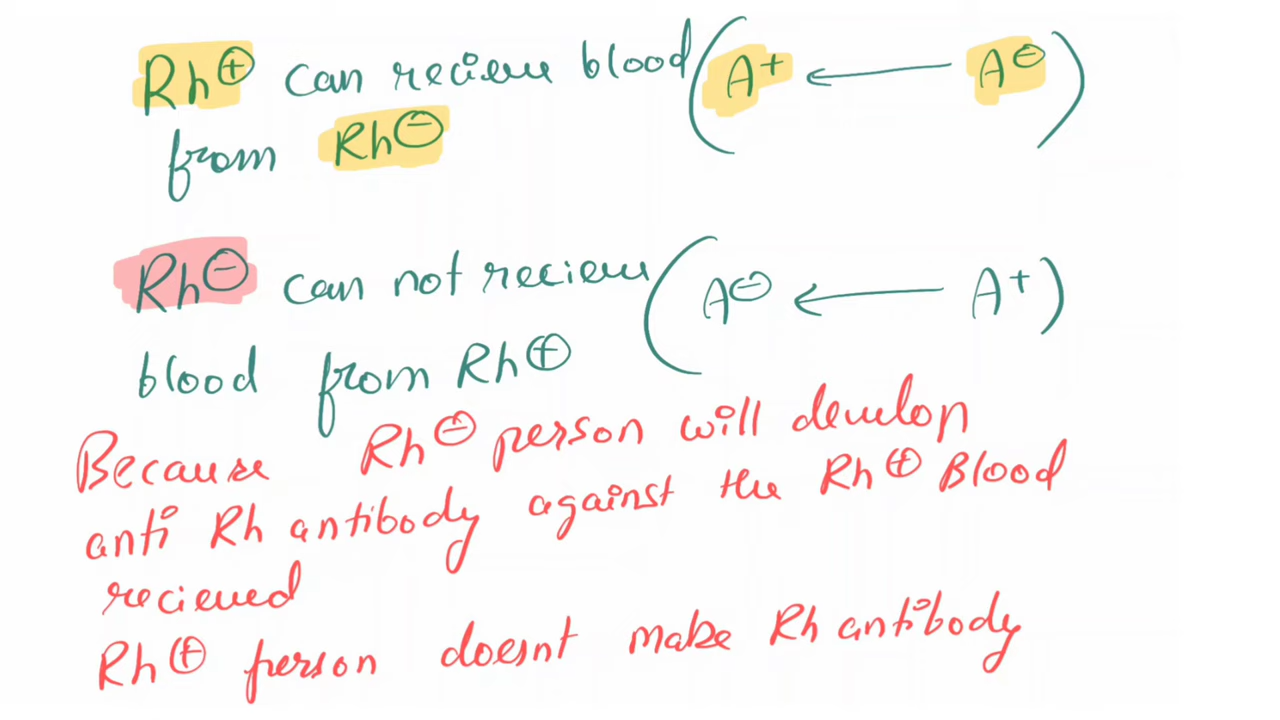 Rh⊕ can recieve blood (A+ ← A⊖)
from Rh⊖
Rh⊖ can not recieve (A⊖ ← A+)
blood from Rh⊕
Because Rh⊖ person will develop
anti Rh antibody against the Rh⊕ Blood
recieved
Rh⊕ person doesnt make Rh antibody